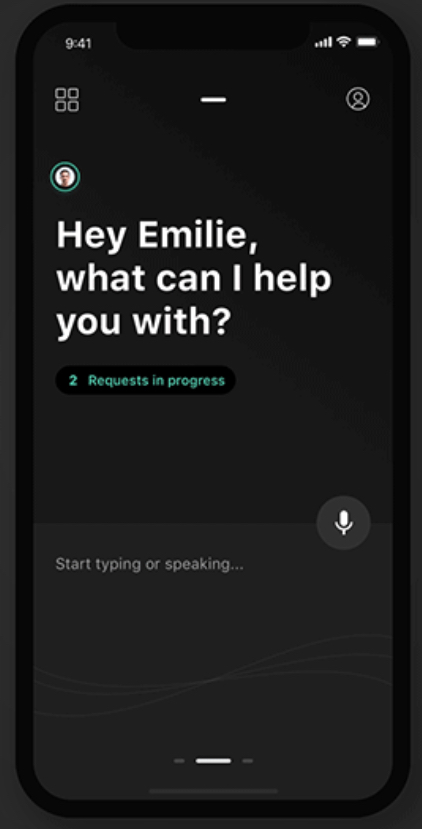 9:41
Hey Emilie,
what can I help
you with?
2 Requests in progress
Start typing or speaking...